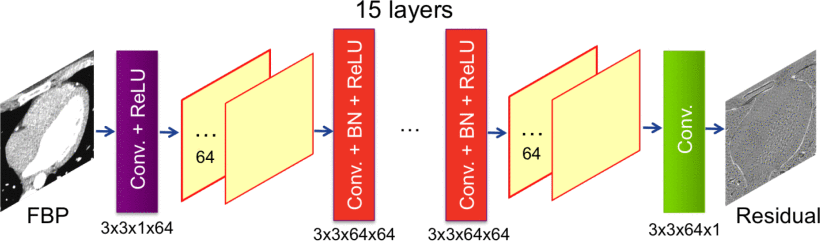 15 layers
FBP
Conv. + ReLU
3x3x1x64
...
64
Conv. + BN + ReLU
3x3x64x64
...
Conv. + BN + ReLU
3x3x64x64
...
64
Conv.
3x3x64x1
Residual